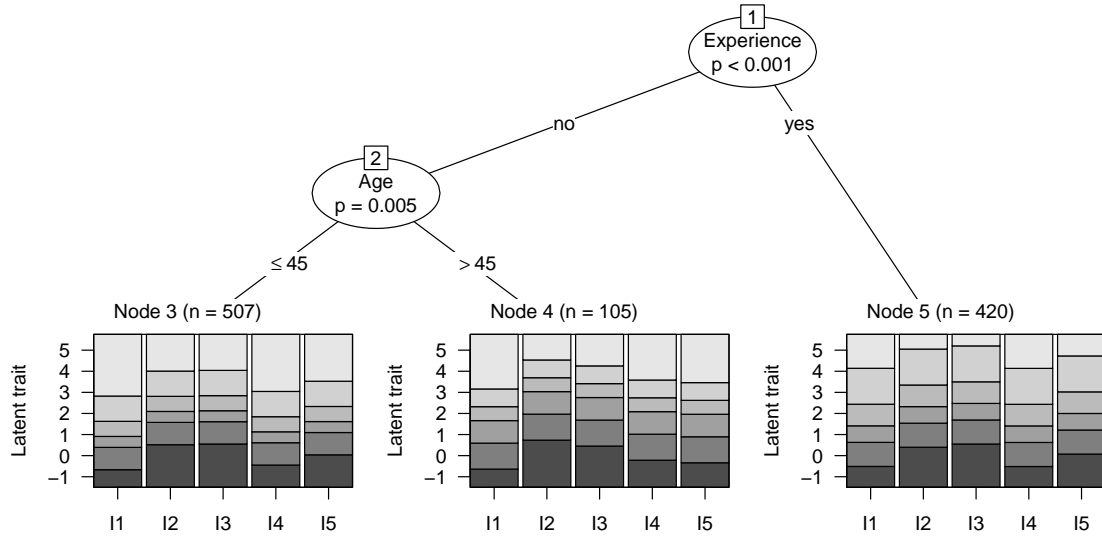 1
Experience
p < 0.001
no
yes
2
Age
p = 0.005
≤ 45
> 45
Node 3 (n = 507)
Latent trait
5
4
3
2
1
0
−1
I1 I2 I3 I4 I5
Node 4 (n = 105)
Latent trait
5
4
3
2
1
0
−1
I1 I2 I3 I4 I5
Node 5 (n = 420)
Latent trait
5
4
3
2
1
0
−1
I1 I2 I3 I4 I5